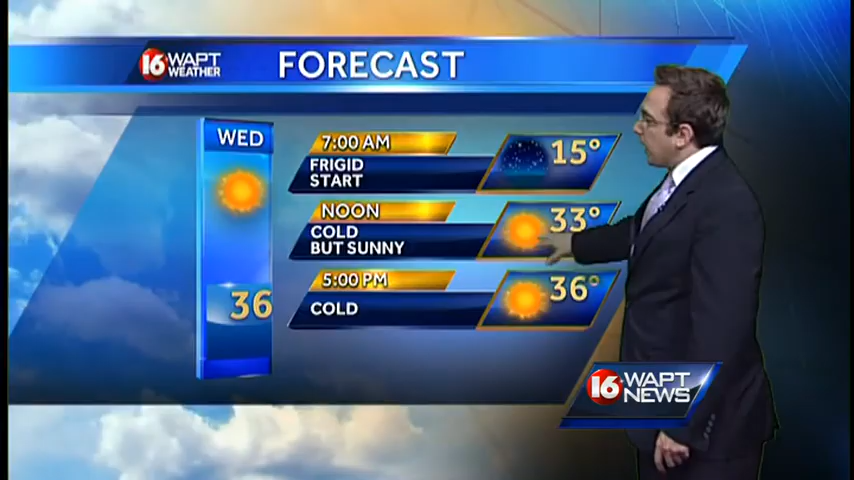 16 WAPT
WEATHER
FORECAST
WED
36
7:00 AM
FRIGID
START
15°
NOON
COLD
BUT SUNNY
33°
5:00 PM
COLD
36°
16 WAPT
NEWS